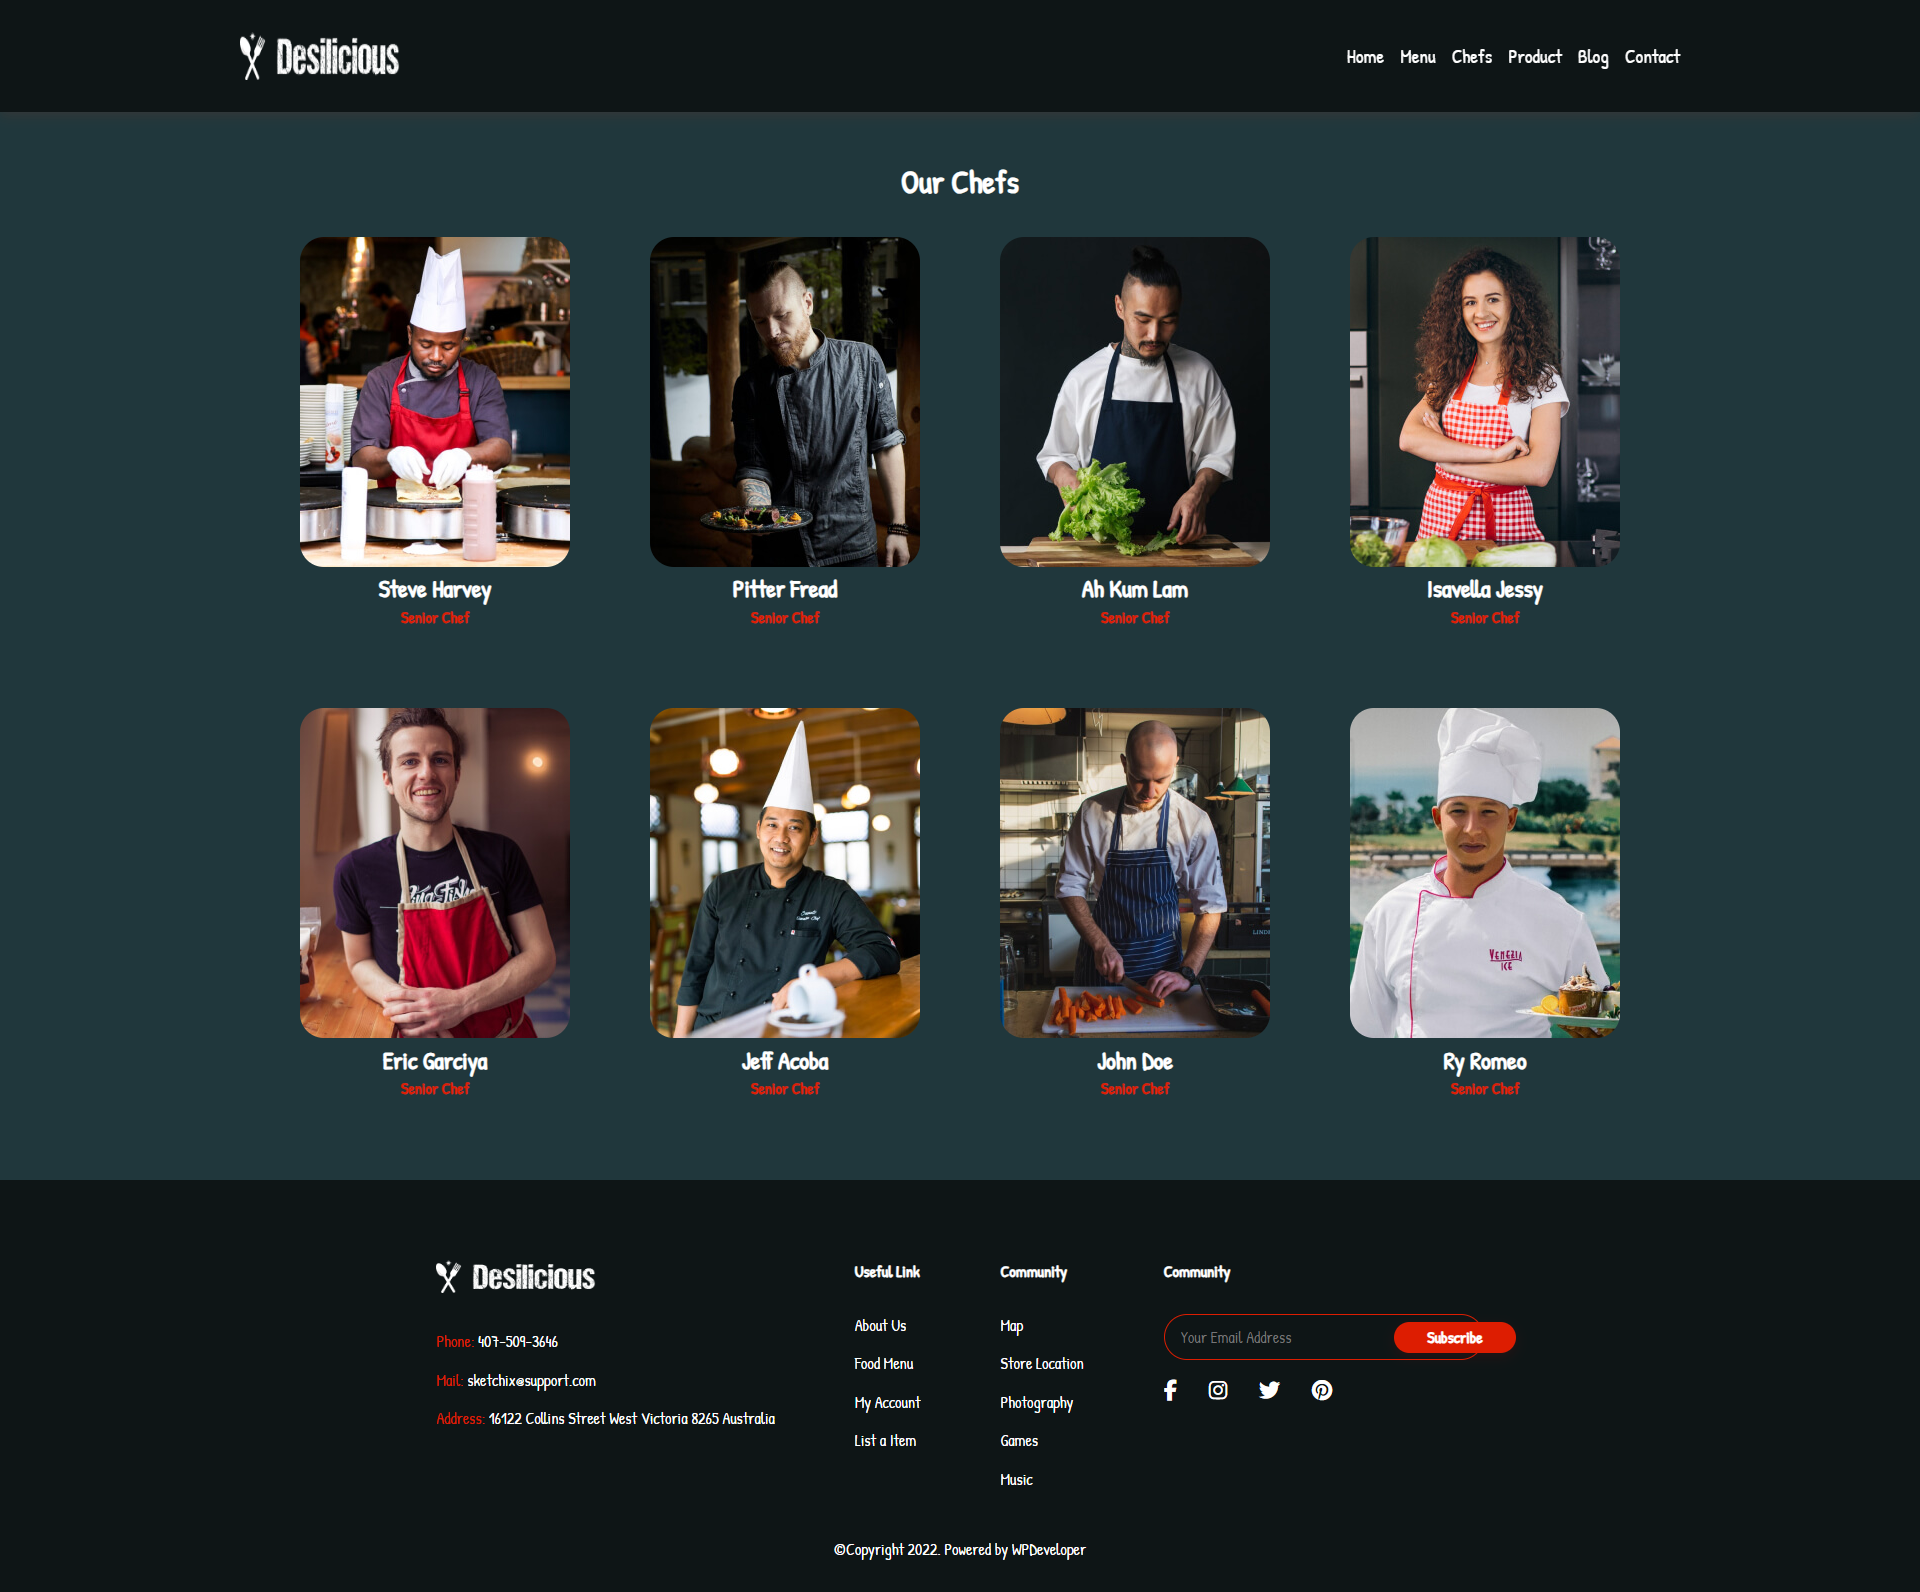 Desilicious
Home Menu Chefs Product Blog Contact
Our Chefs
Steve Harvey
Senior Chef
Pitter Fread
Senior Chef
Ah Kum Lam
Senior Chef
Isavella Jessy
Senior Chef
Eric Garciya
Senior Chef
Jeff Acoba
Senior Chef
John Doe
Senior Chef
VENEZIA
ICE
Ry Romeo
Senior Chef
Desilicious
Phone: 407-509-3646
Mail: sketchix@support.com
Address: 16122 Collins Street West Victoria 8265 Australia
Useful Link
About Us
Food Menu
My Account
List a Item
Community
Map
Store Location
Photography
Games
Music
Community
Your Email Address
Subscribe
©Copyright 2022. Powered by WPDeveloper